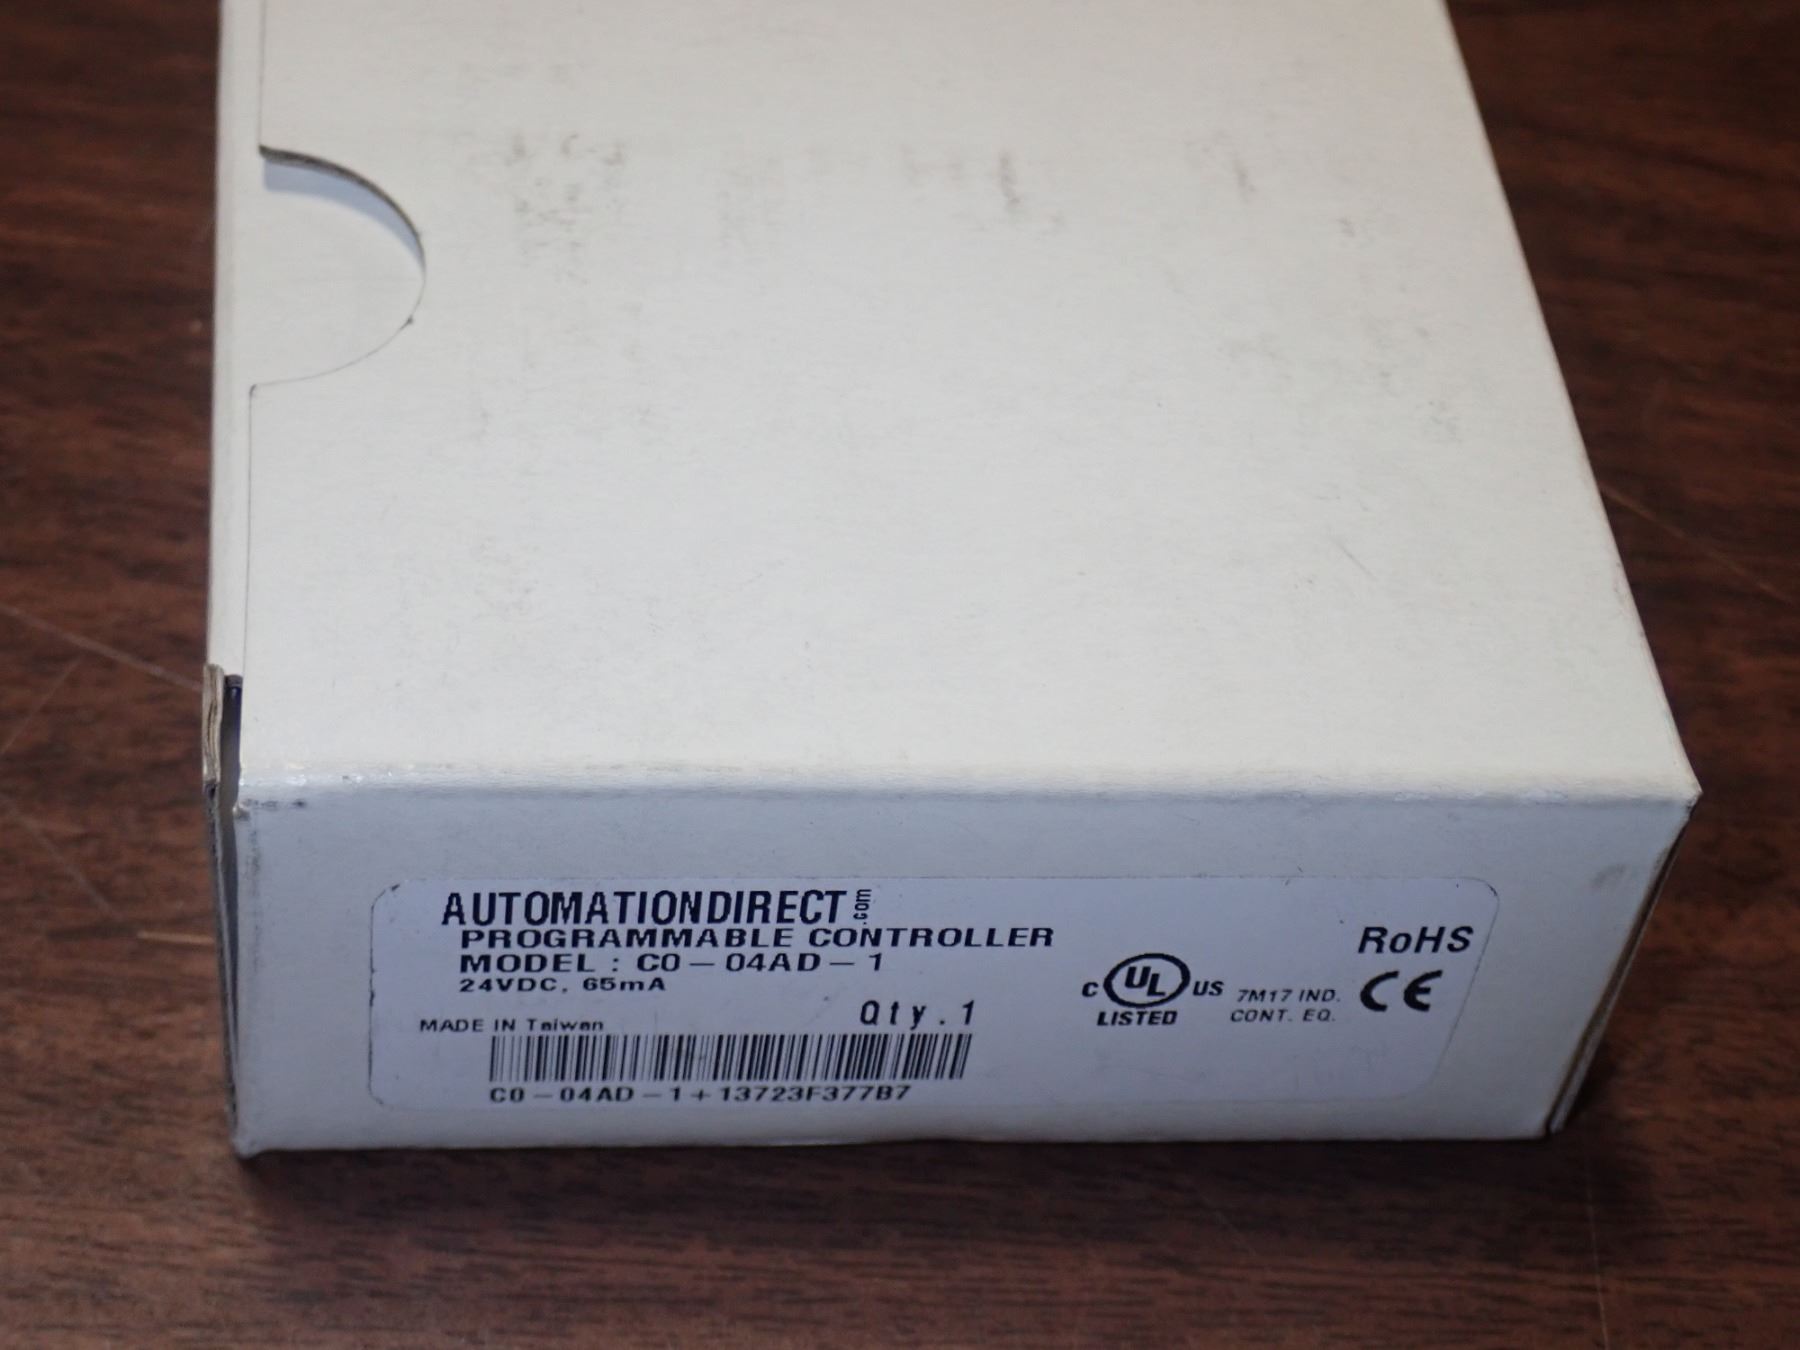 AUTOMATIONDIRECT.com
PROGRAMMABLE CONTROLLER
MODEL : C0-04AD-1
24VDC, 65mA
MADE IN Taiwan
Qty.1
C0-04AD-1+13723F377B7
C UL US
LISTED
7M17 IND.
CONT. EQ.
RoHS
CE